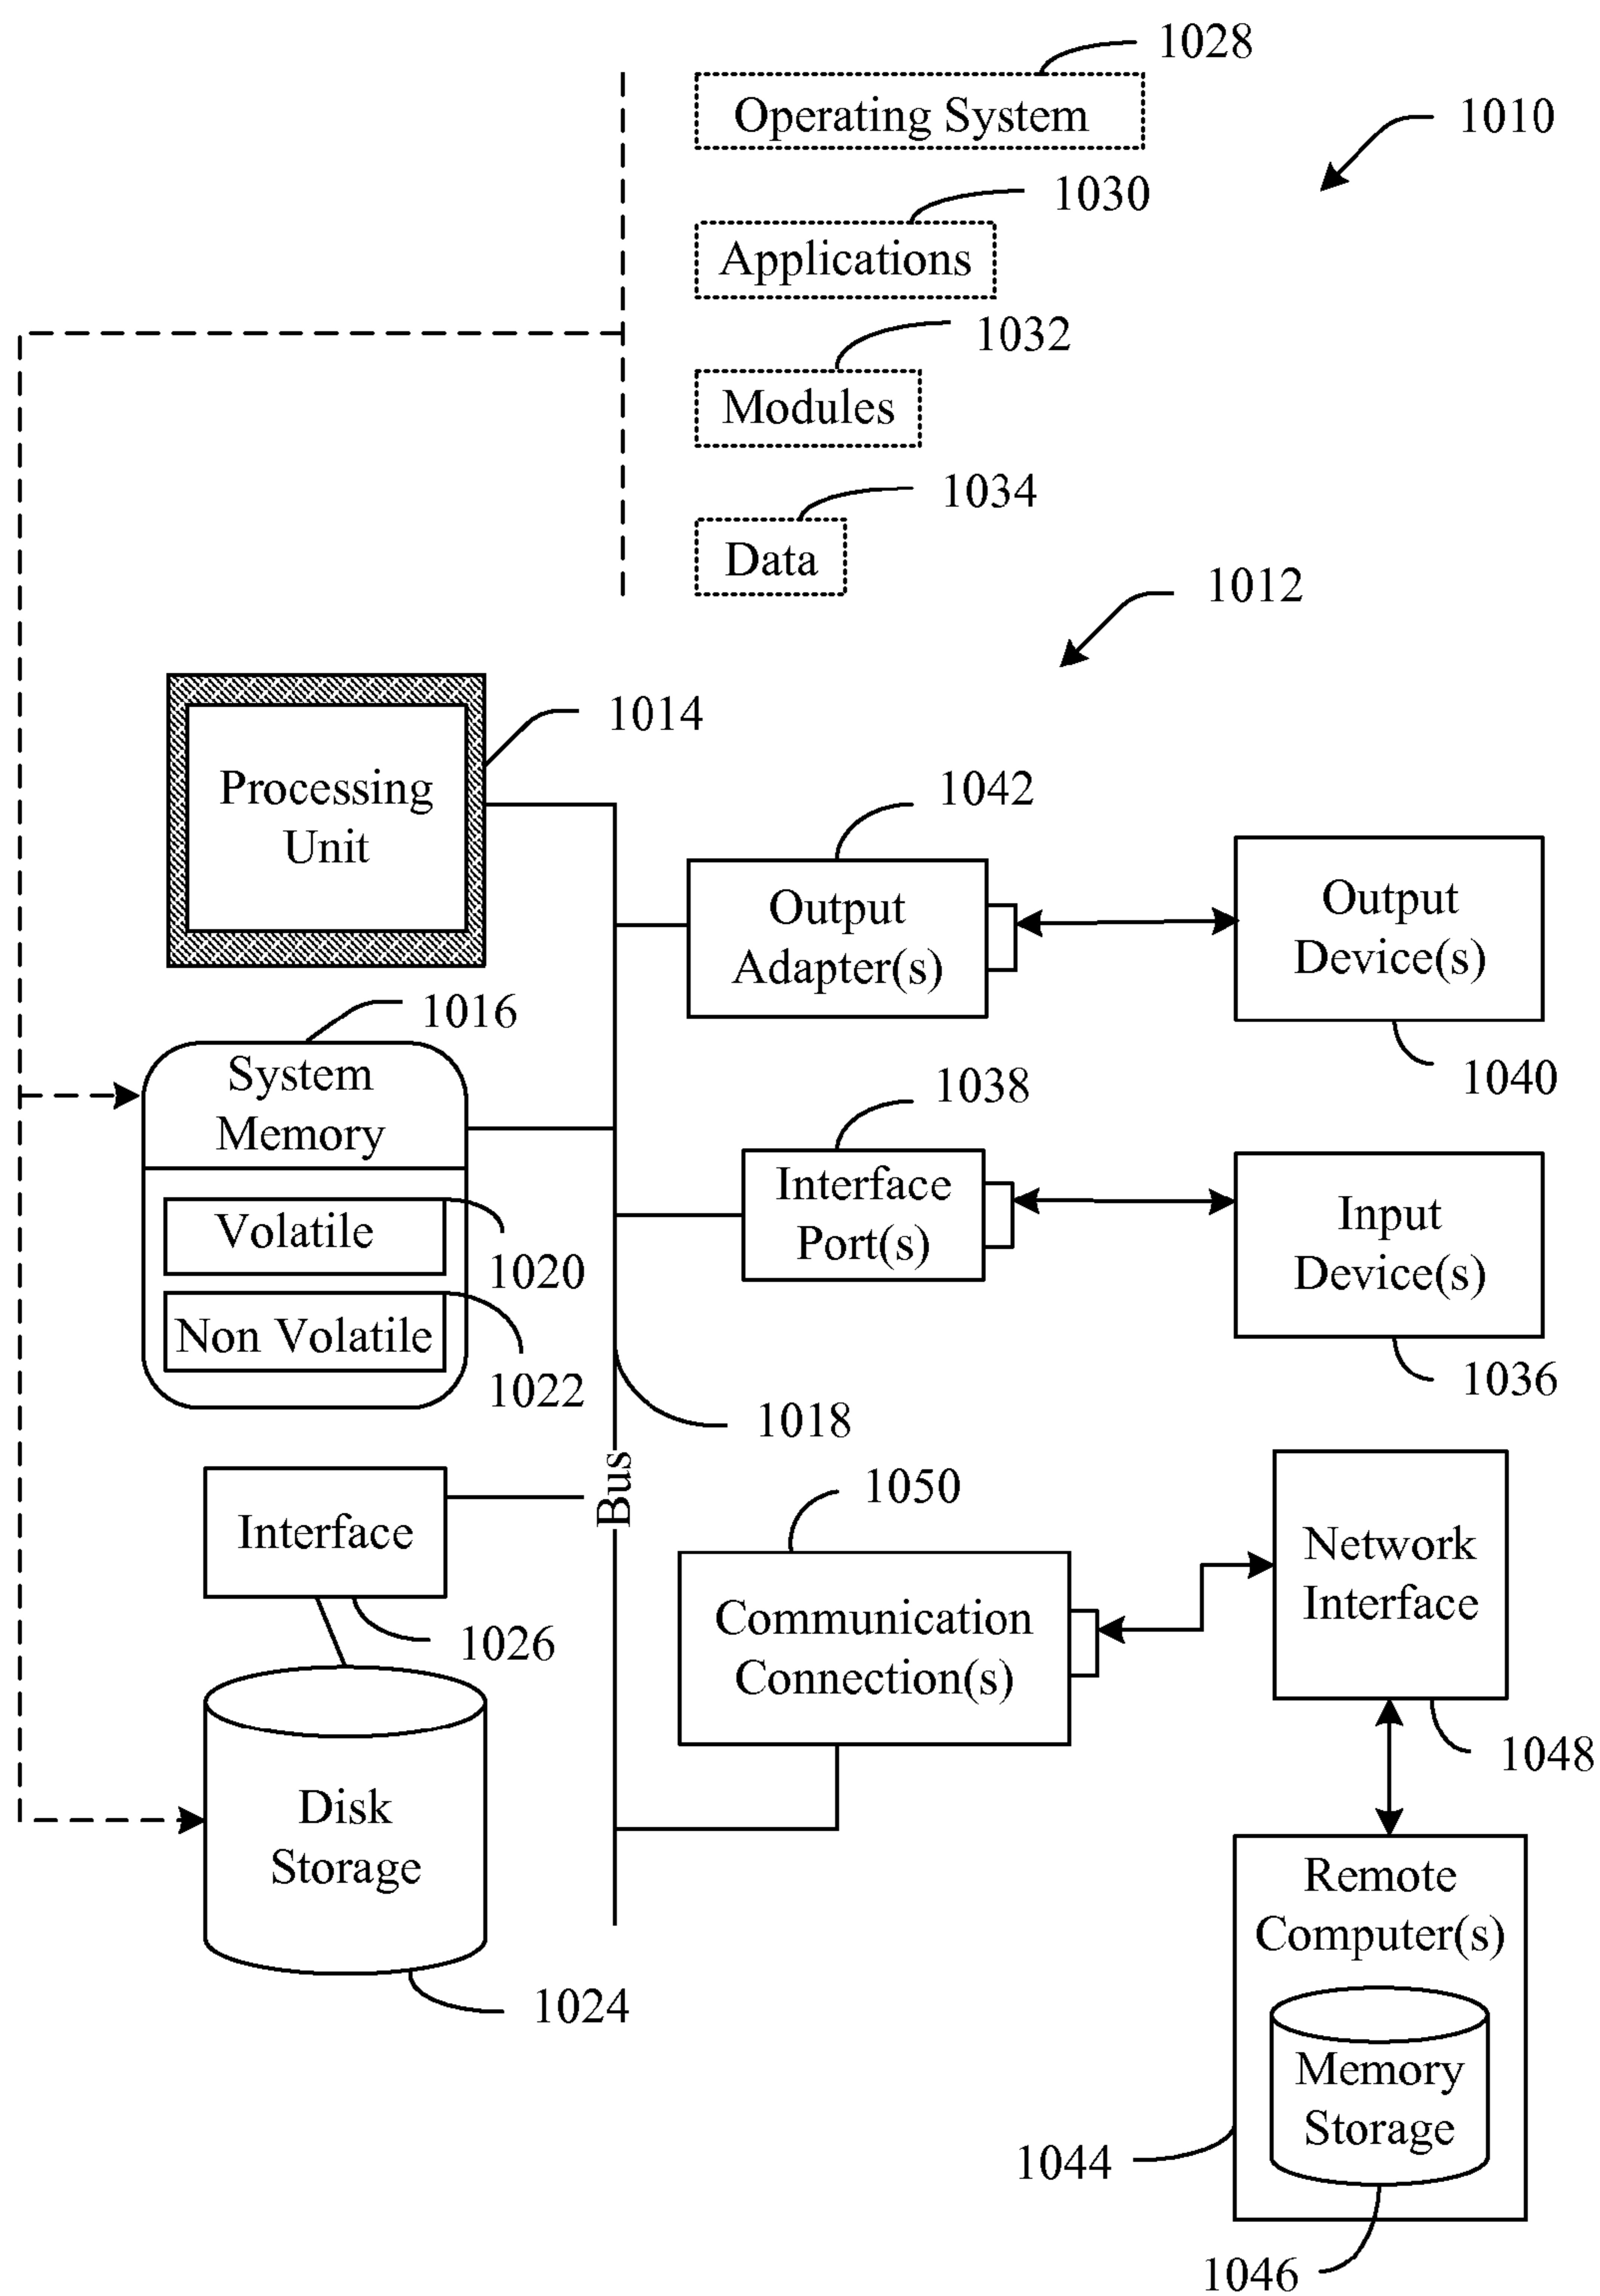 1028
Operating System
1010
1030
Applications
1032
Modules
1034
Data
1012
1014
Processing
Unit
1042
Output
Adapter(s)
Output
Device(s)
1040
1016
System
Memory
1038
Interface
Port(s)
Input
Device(s)
1036
Volatile
1020
Non Volatile
1022
1018
Bus
Interface
1026
1050
Communication
Connection(s)
Network
Interface
1048
Disk
Storage
1024
Remote
Computer(s)
Memory
Storage
1044
1046